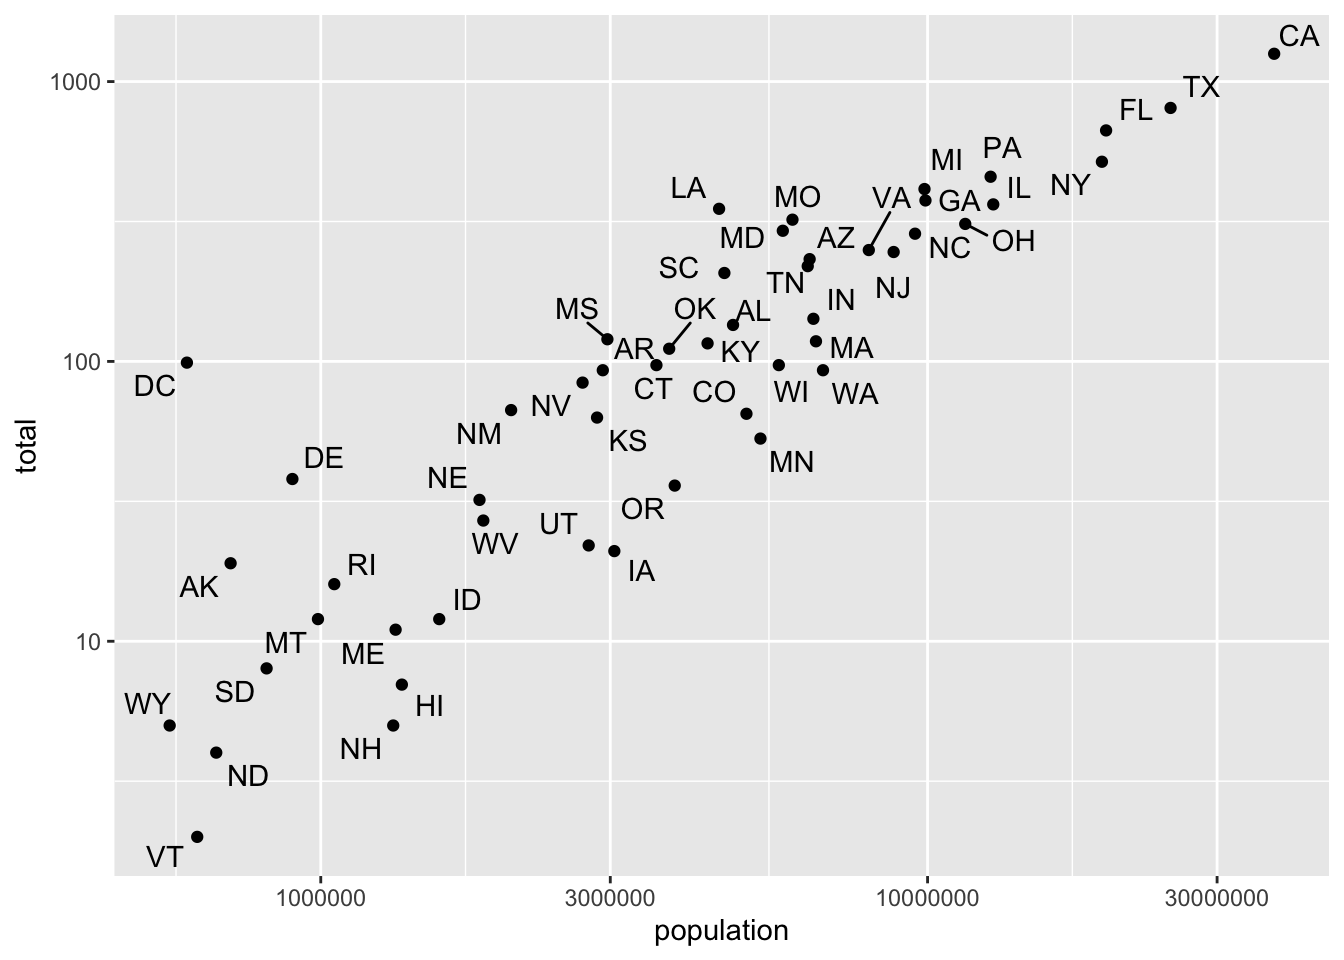 CA
1000
TX
FL
PA
MI
LA
MO
VA
GA
IL
NY
MD
AZ
NC
OH
SC
TN
NJ
MS
OK
AL
IN
100
DC
AR
KY
MA
CT
CO
WI
WA
NV
NM
KS
MN
total
DE
NE
OR
UT
WV
IA
AK
RI
ID
10
MT
ME
WY
SD
HI
NH
ND
VT
1000000
3000000
10000000
30000000
population